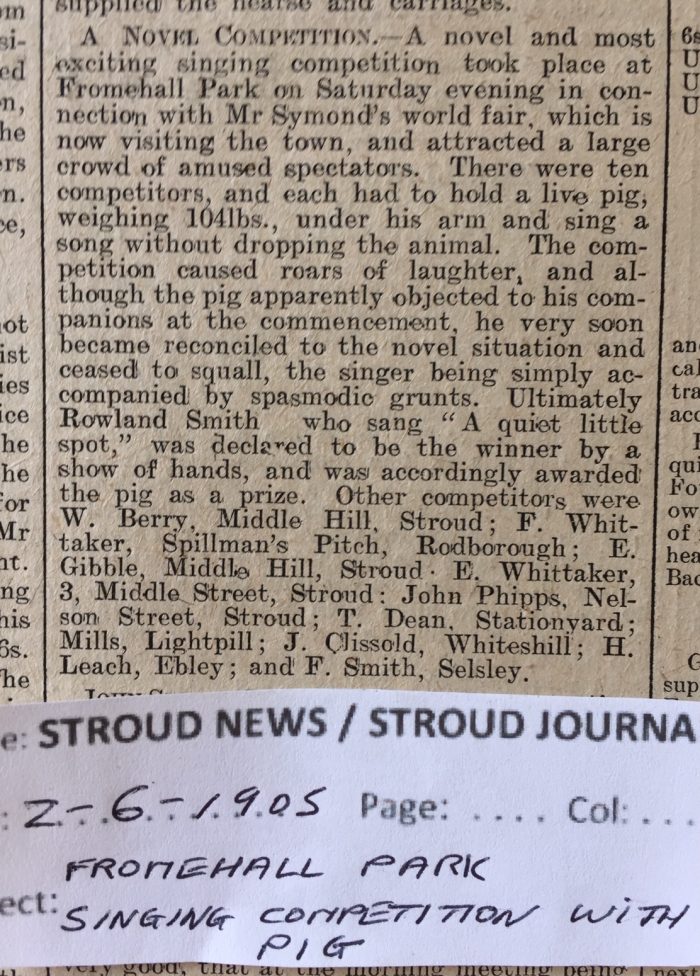 supplied the hearse and carriages.
A NOVEL COMPETITION.—A novel and most
exciting singing competition took place at
Fromehall Park on Saturday evening in con-
nection with Mr Symond's world fair, which is
now visiting the town, and attracted a large
crowd of amused spectators. There were ten
competitors, and each had to hold a live pig,
weighing 104lbs., under his arm and sing a
song without dropping the animal. The com-
petition caused roars of laughter, and al-
though the pig apparently objected to his com-
panions at the commencement, he very soon
became reconciled to the novel situation and
ceased to squall, the singer being simply ac-
companied by spasmodic grunts. Ultimately
Rowland Smith who sang "A quiet little
spot," was declared to be the winner by a
show of hands, and was accordingly awarded
the pig as a prize. Other competitors were
W. Berry, Middle Hill, Stroud; F. Whit-
taker, Spillman's Pitch, Rodborough; E.
Gibble, Middle Hill, Stroud. E. Whittaker,
3, Middle Street, Stroud: John Phipps, Nel-
son Street, Stroud; T. Dean, Stationyard;
Mills, Lightpill; J. Clissold, Whiteshill; H.
Leach, Ebley; and F. Smith, Selsley.
e: STROUD NEWS / STROUD JOURNA
: 2-6-1905 Page: .... Col: ...
FROMEHALL PARK
ect: SINGING COMPETITION WITH
PIG
very good, that at the morning meeting being